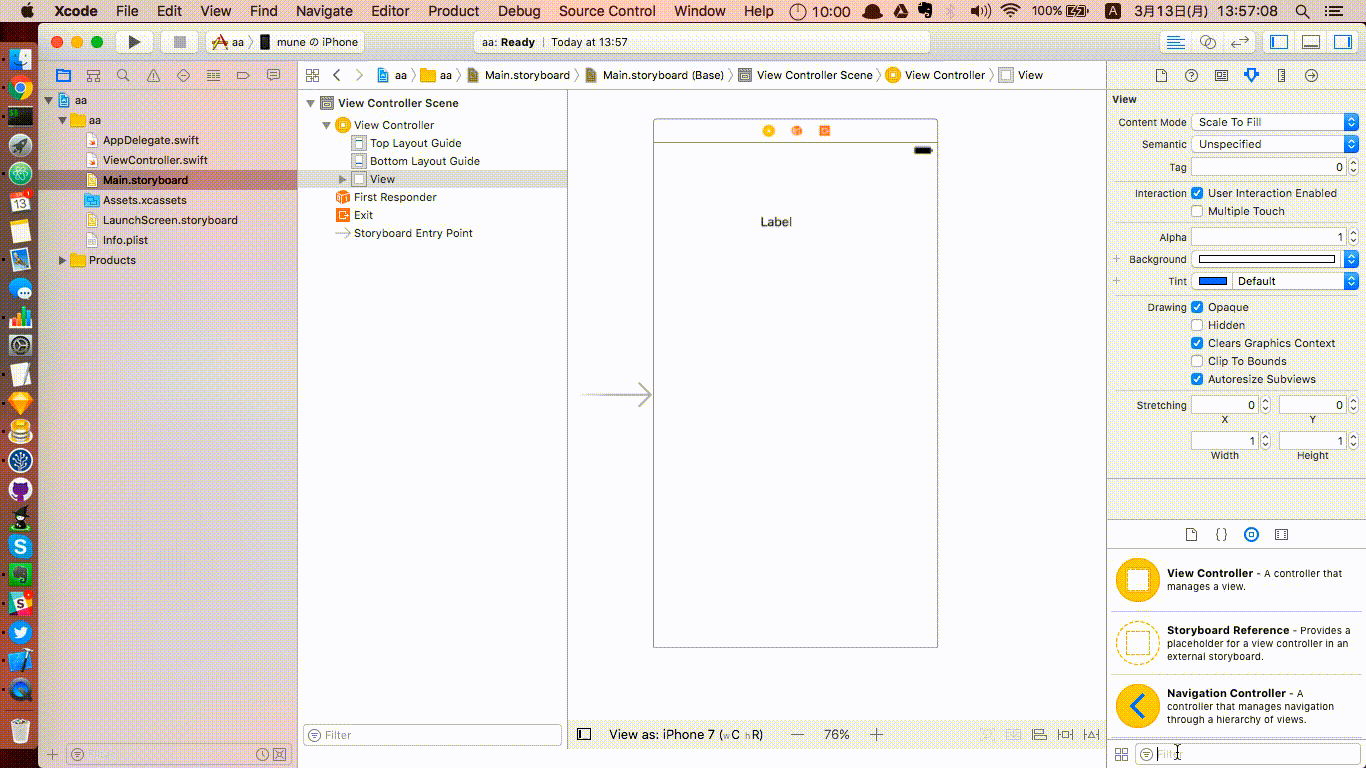 Xcode File Edit View Find Navigate Editor Product Debug Source Control Window Help 10:00 100% A 3月13日(月) 13:57:08
aa mune の iPhone aa: Ready Today at 13:57
aa aa Main.storyboard Main.storyboard (Base) View Controller Scene View Controller View
aa
aa
AppDelegate.swift
ViewController.swift
Main.storyboard
Assets.xcassets
LaunchScreen.storyboard
Info.plist
Products
View Controller Scene
View Controller
Top Layout Guide
Bottom Layout Guide
View
First Responder
Exit
Storyboard Entry Point
Filter
Label
View as: iPhone 7 (wC hR) 76%
View
Content Mode Scale To Fill
Semantic Unspecified
Tag 0
Interaction User Interaction Enabled
Multiple Touch
Alpha 1
Background
Tint Default
Drawing Opaque
Hidden
Clears Graphics Context
Clip To Bounds
Autoresize Subviews
Stretching 0 0
X Y
1 1
Width Height
View Controller - A controller that
manages a view.
Storyboard Reference - Provides a
placeholder for a view controller in an
external storyboard.
Navigation Controller - A
controller that manages navigation
through a hierarchy of views.
Filter